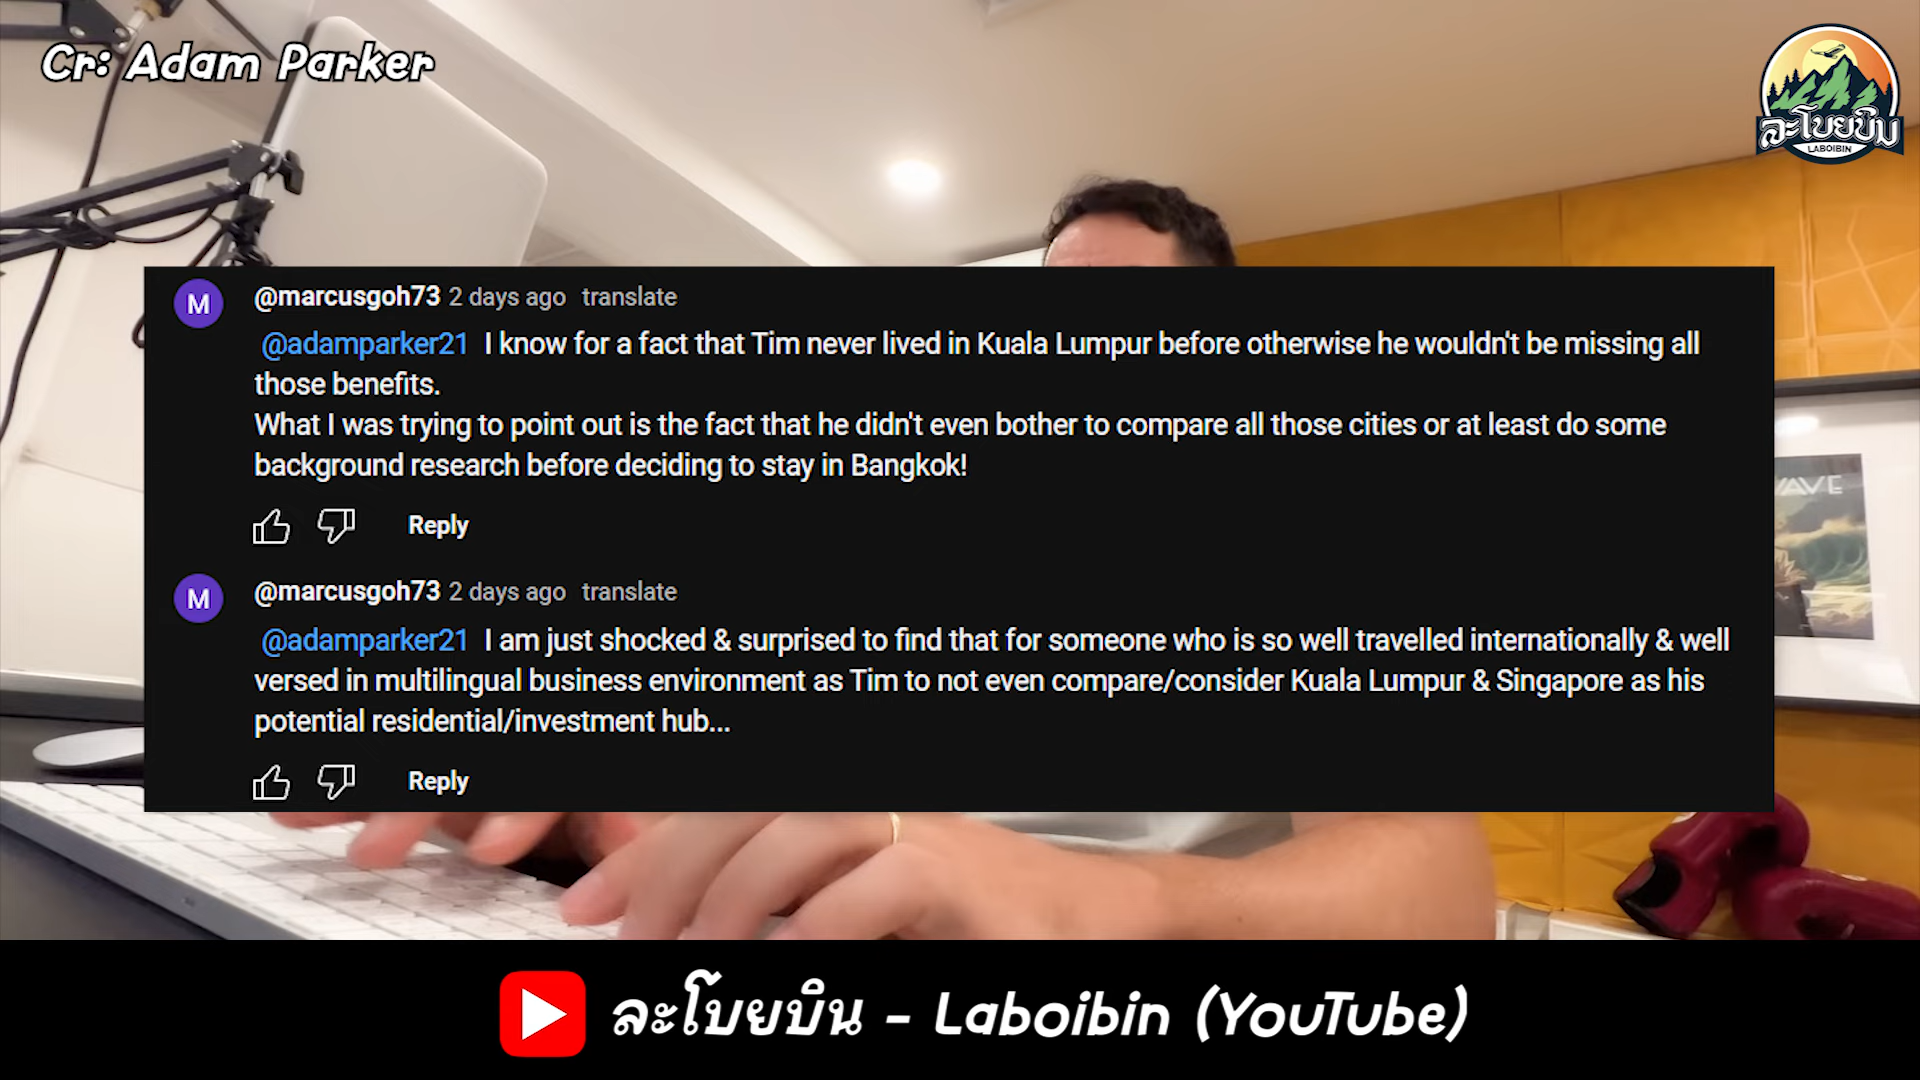 Cr: Adam Parker
ละโบยบิน
LABOIBIN
M
@marcusgoh73 2 days ago translate
@adamparker21 I know for a fact that Tim never lived in Kuala Lumpur before otherwise he wouldn't be missing all
those benefits.
What I was trying to point out is the fact that he didn't even bother to compare all those cities or at least do some
background research before deciding to stay in Bangkok!
Reply
WAVE
M
@marcusgoh73 2 days ago translate
@adamparker21 I am just shocked & surprised to find that for someone who is so well travelled internationally & well
versed in multilingual business environment as Tim to not even compare/consider Kuala Lumpur & Singapore as his
potential residential/investment hub...
Reply
ละโบยบิน - Laboibin (YouTube)